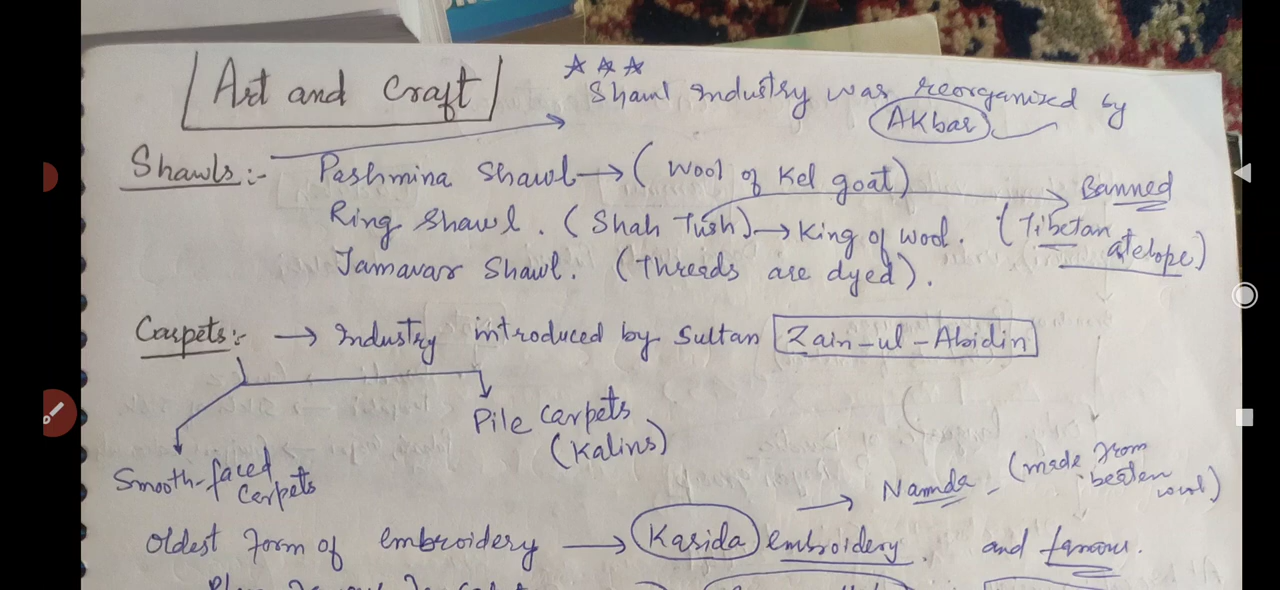 Art and Craft
*** Shawl Industry was reorganized by
Akbar
Shawls:- Pashmina Shawl → (Wool of Kel goat)
Banned
Ring Shawl. (Shah Tush) → King of wool. (Tibetan
atelope)
Jamavar Shawl. (Threads are dyed).
Carpets:- → Industry introduced by Sultan Zain-ul-Abidin
Pile Carpets
(Kalins)
Smooth-faced
Carpets
→ Namda - (made from
beaten
wool)
Oldest form of embroidery → Kasida embroidery. and famous.